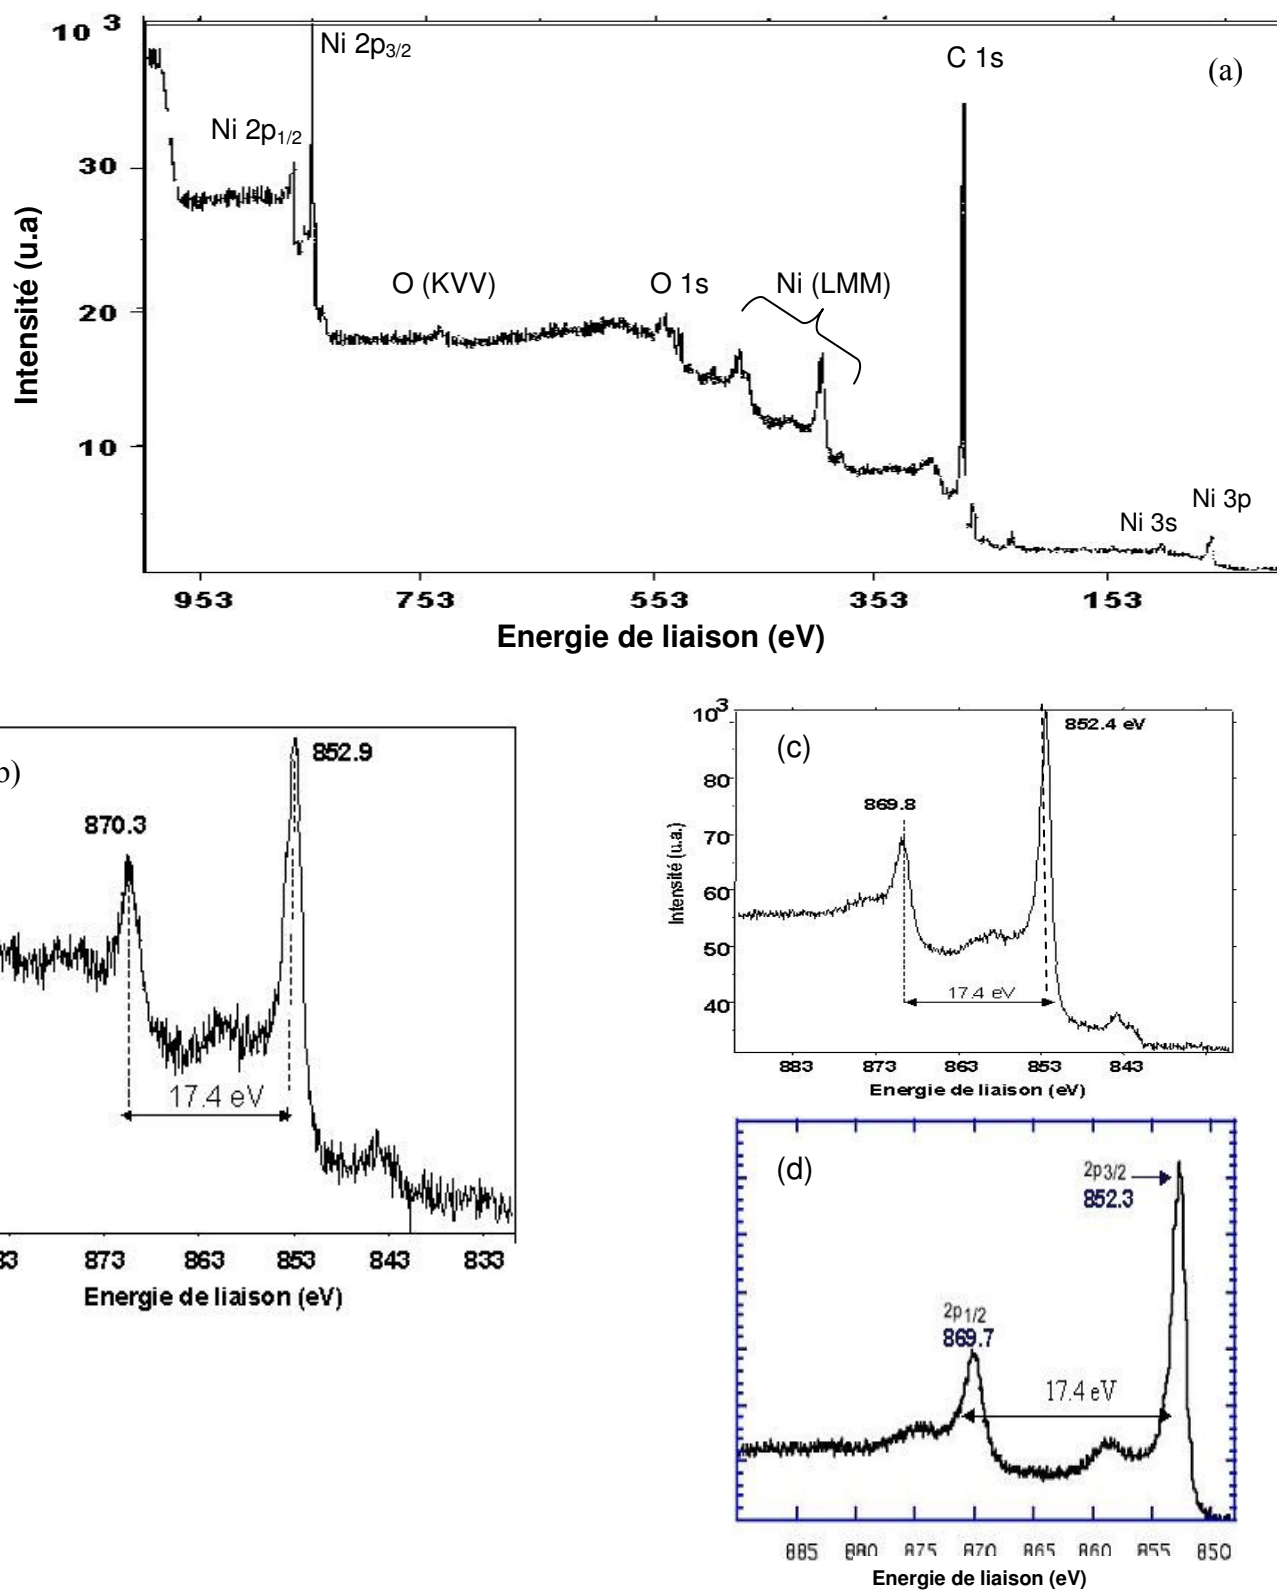 10 3
Ni 2p3/2
C 1s
(a)
Ni 2p1/2
30
O (KVV)
O 1s
Ni (LMM)
20
10
Ni 3p
Ni 3s
Intensité (u.a)
953 753 553 353 153
Energie de liaison (eV)
b)
852.9
870.3
17.4 eV
873 863 853 843 833
Energie de liaison (eV)
10 3
(c)
852.4 eV
80
869.8
70
60
50
17.4 eV
40
Intensité (u.a.)
883 873 863 853 843
Energie de liaison (eV)
(d)
2p3/2
852.3
2p1/2
869.7
17.4 eV
885 880 875 870 865 860 855 850
Energie de liaison (eV)